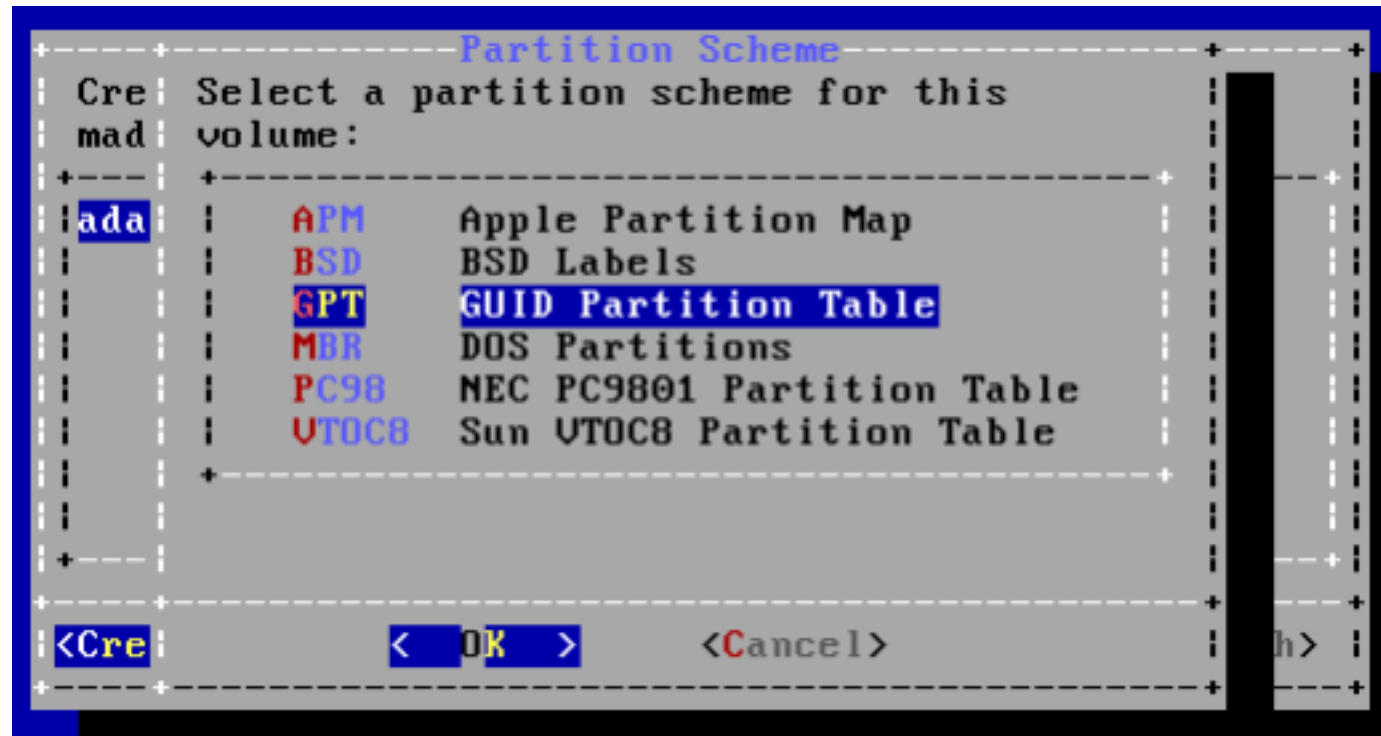 Partition Scheme
Cre
mad
Select a partition scheme for this
volume:
ada
APM Apple Partition Map
BSD BSD Labels
GPT GUID Partition Table
MBR DOS Partitions
PC98 NEC PC9801 Partition Table
VTOC8 Sun VTOC8 Partition Table
<Cre < OK > <Cancel> h>